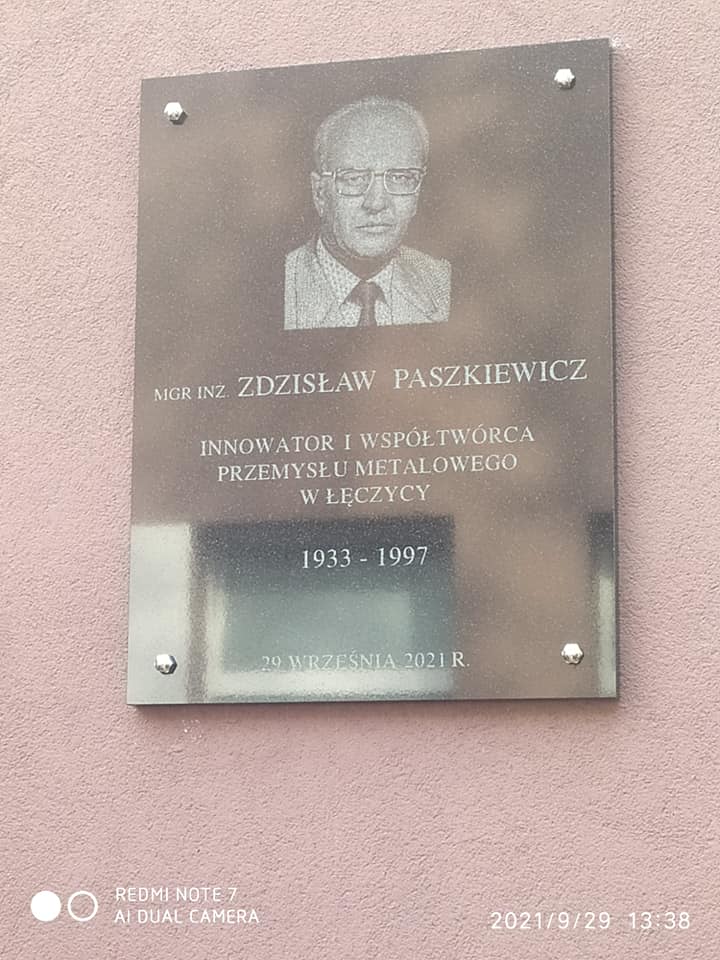 MGR INŻ. ZDZISŁAW PASZKIEWICZ
INNOWATOR I WSPÓŁTWÓRCA
PRZEMYSŁU METALOWEGO
W ŁĘCZYCY
1933 - 1997
29 WRZEŚNIA 2021 R.
REDMI NOTE 7
AI DUAL CAMERA
2021/9/29 13:38